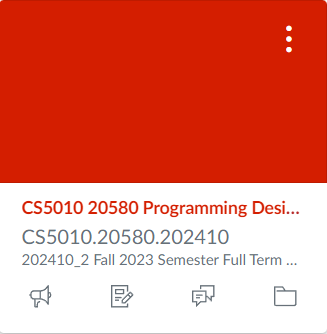 CS5010 20580 Programming Desi...
CS5010.20580.202410
202410_2 Fall 2023 Semester Full Term ...